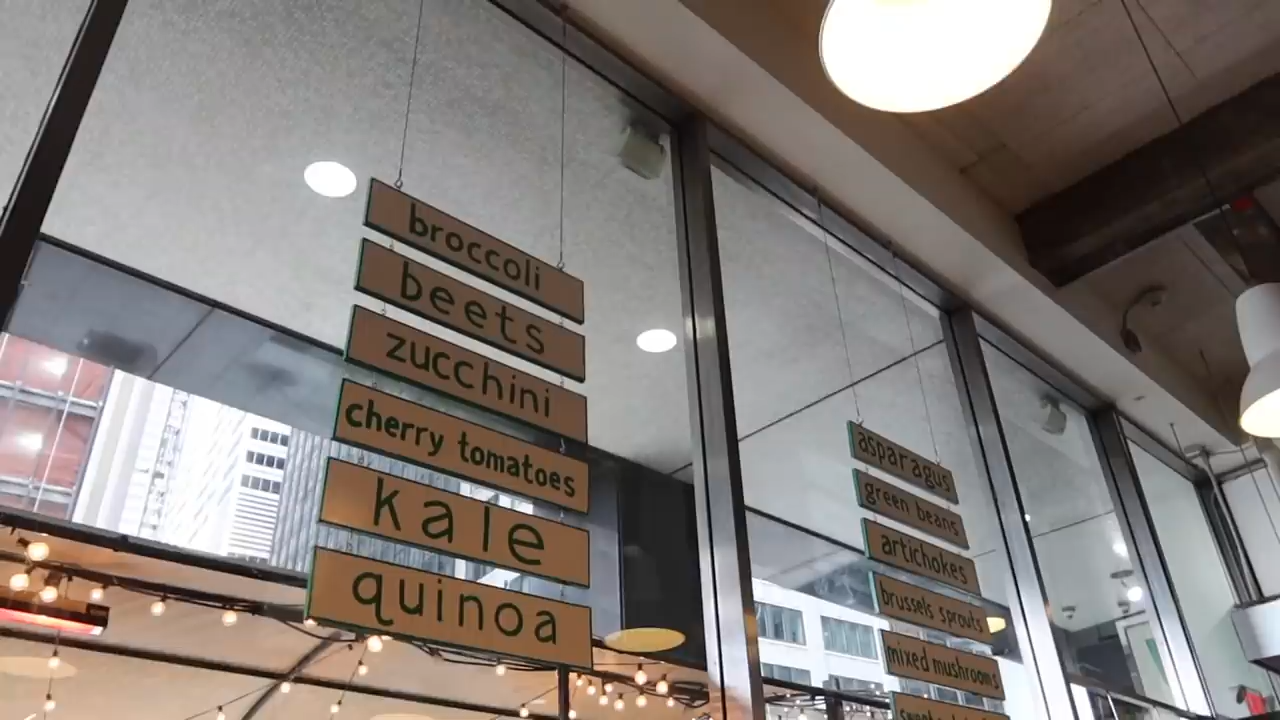 broccoli
beets
zucchini
cherry tomatoes
kale
quinoa
asparagus
green beans
artichokes
brussels sprouts
mixed mushrooms